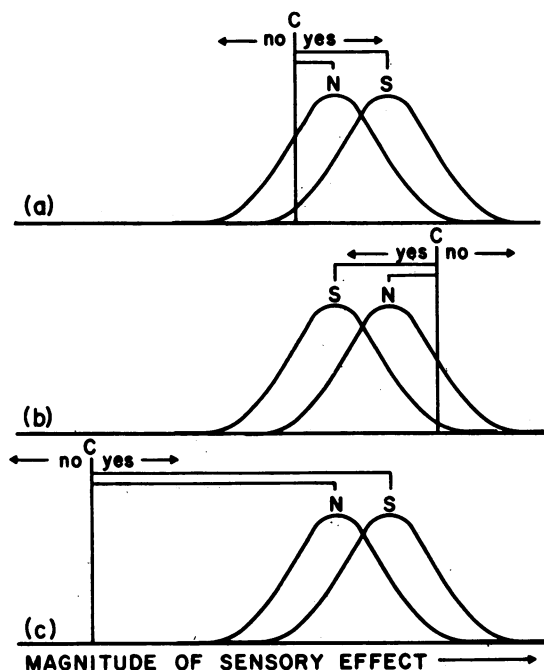 C
← no yes →
N S
(a)
C
← yes no →
S N
(b)
C
← no yes →
N S
(c)
MAGNITUDE OF SENSORY EFFECT →